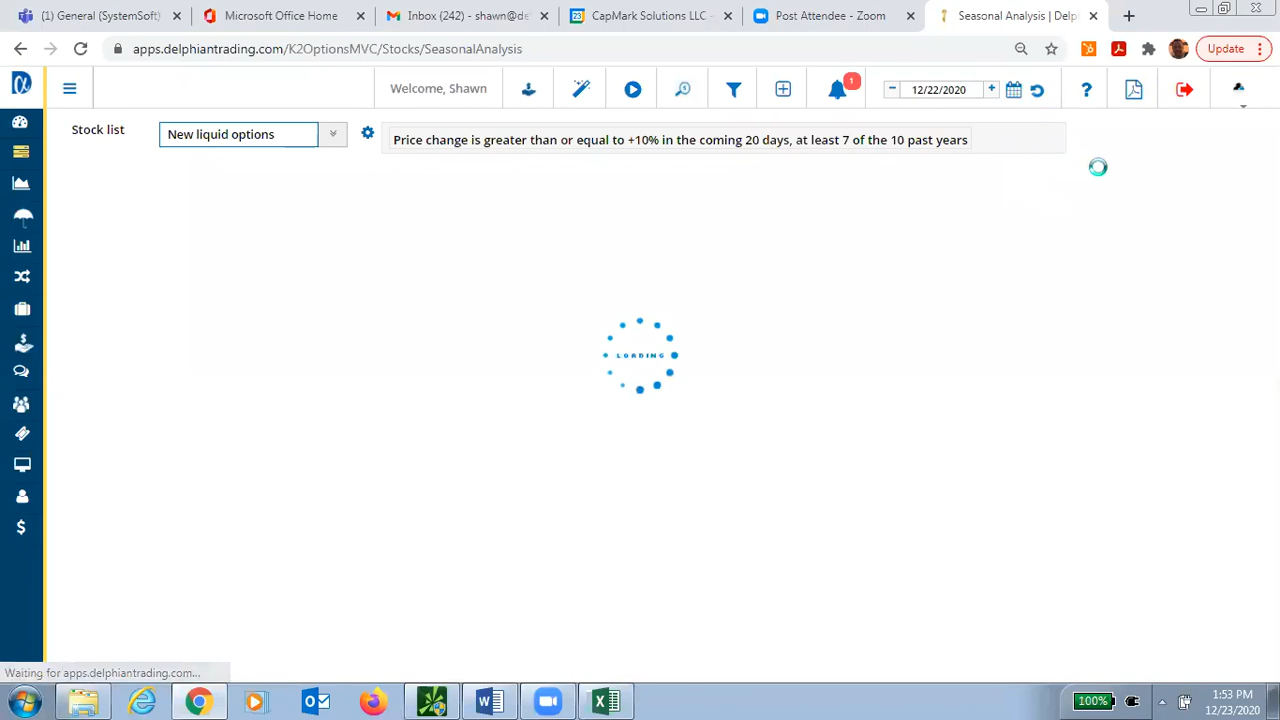 (1) General (SystemSoft
Microsoft Office Home
Inbox (242) - shawn@de
CapMark Solutions LLC -
Post Attendee - Zoom
Seasonal Analysis | Delp
apps.delphiantrading.com/K2OptionsMVC/Stocks/SeasonalAnalysis
Update
Welcome, Shawn
1
12/22/2020
Stock list
New liquid options
Price change is greater than or equal to +10% in the coming 20 days, at least 7 of the 10 past years
LOADING
Waiting for apps.delphiantrading.com...
100%
1:53 PM
12/23/2020